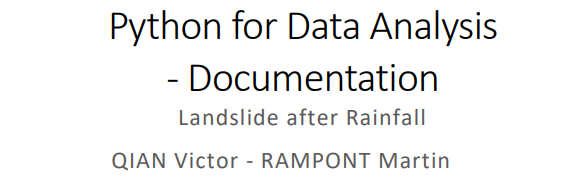 Python for Data Analysis
- Documentation
Landslide after Rainfall
QIAN Victor - RAMPONT Martin